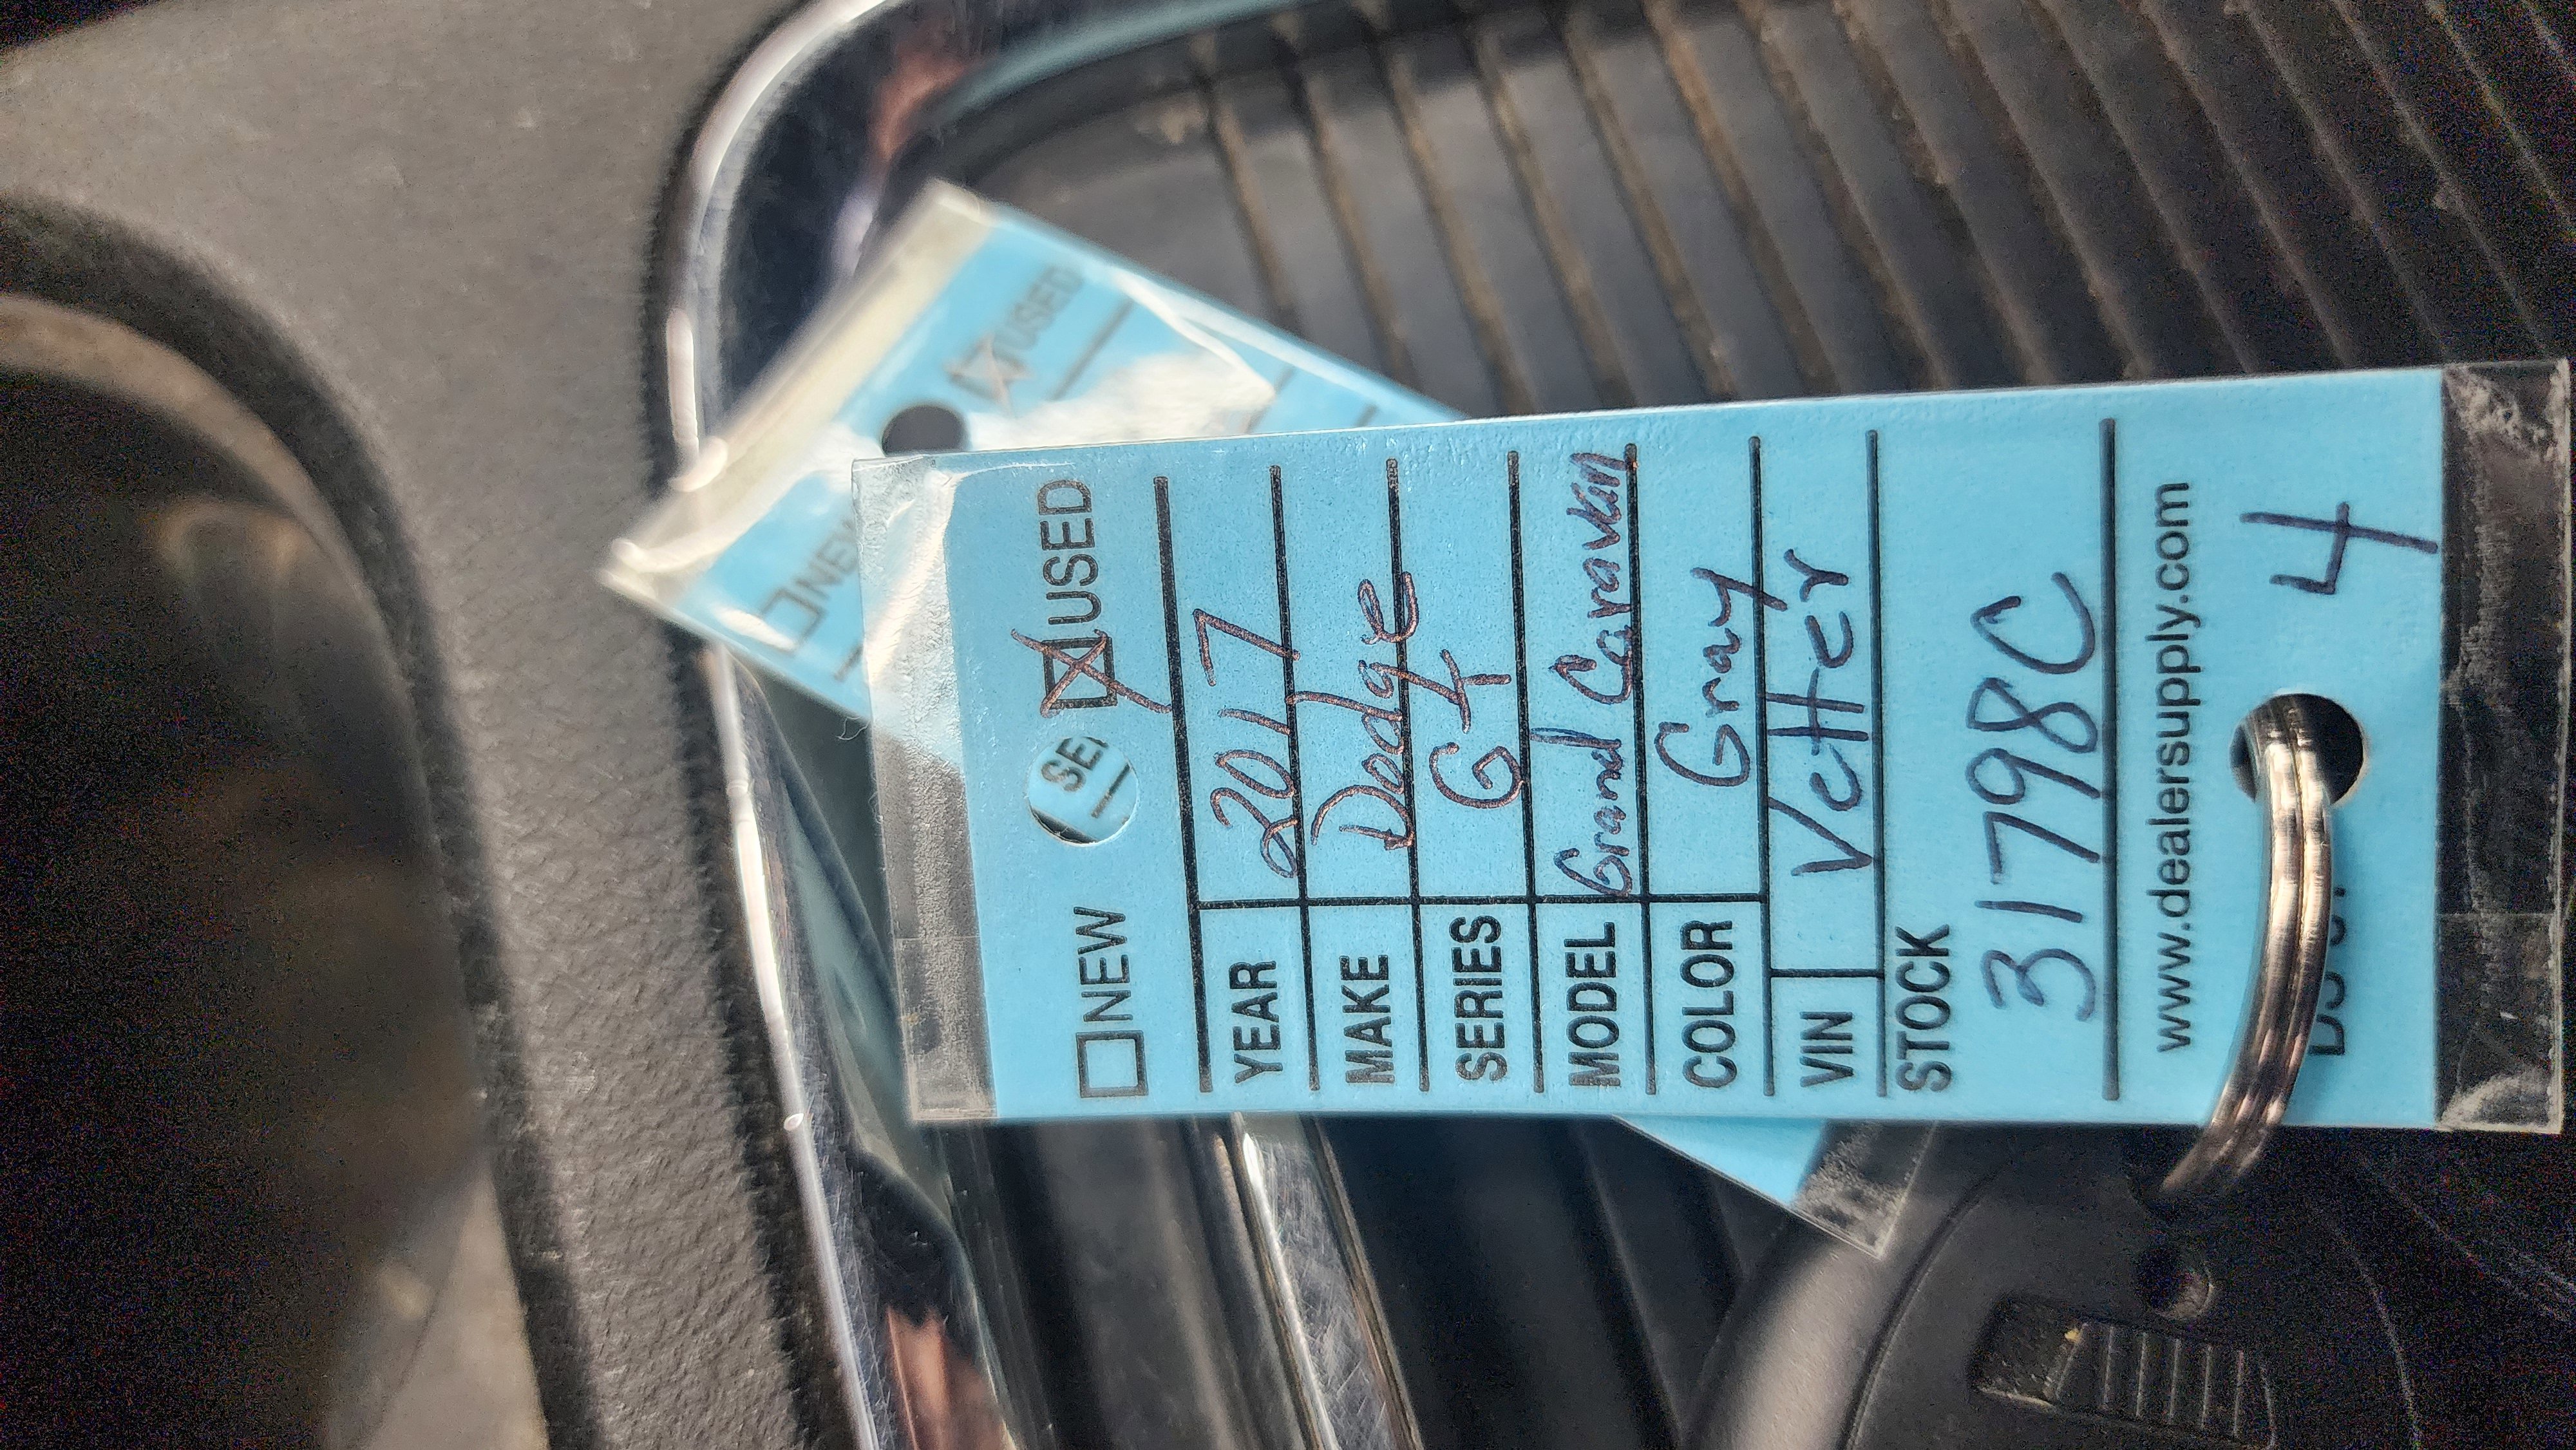 NEW USED
YEAR 2017
MAKE Dodge
SERIES GT
MODEL Grand Caravan
COLOR Gray
VIN Vetter
STOCK
31798C
www.dealersupply.com
4
NEW USED